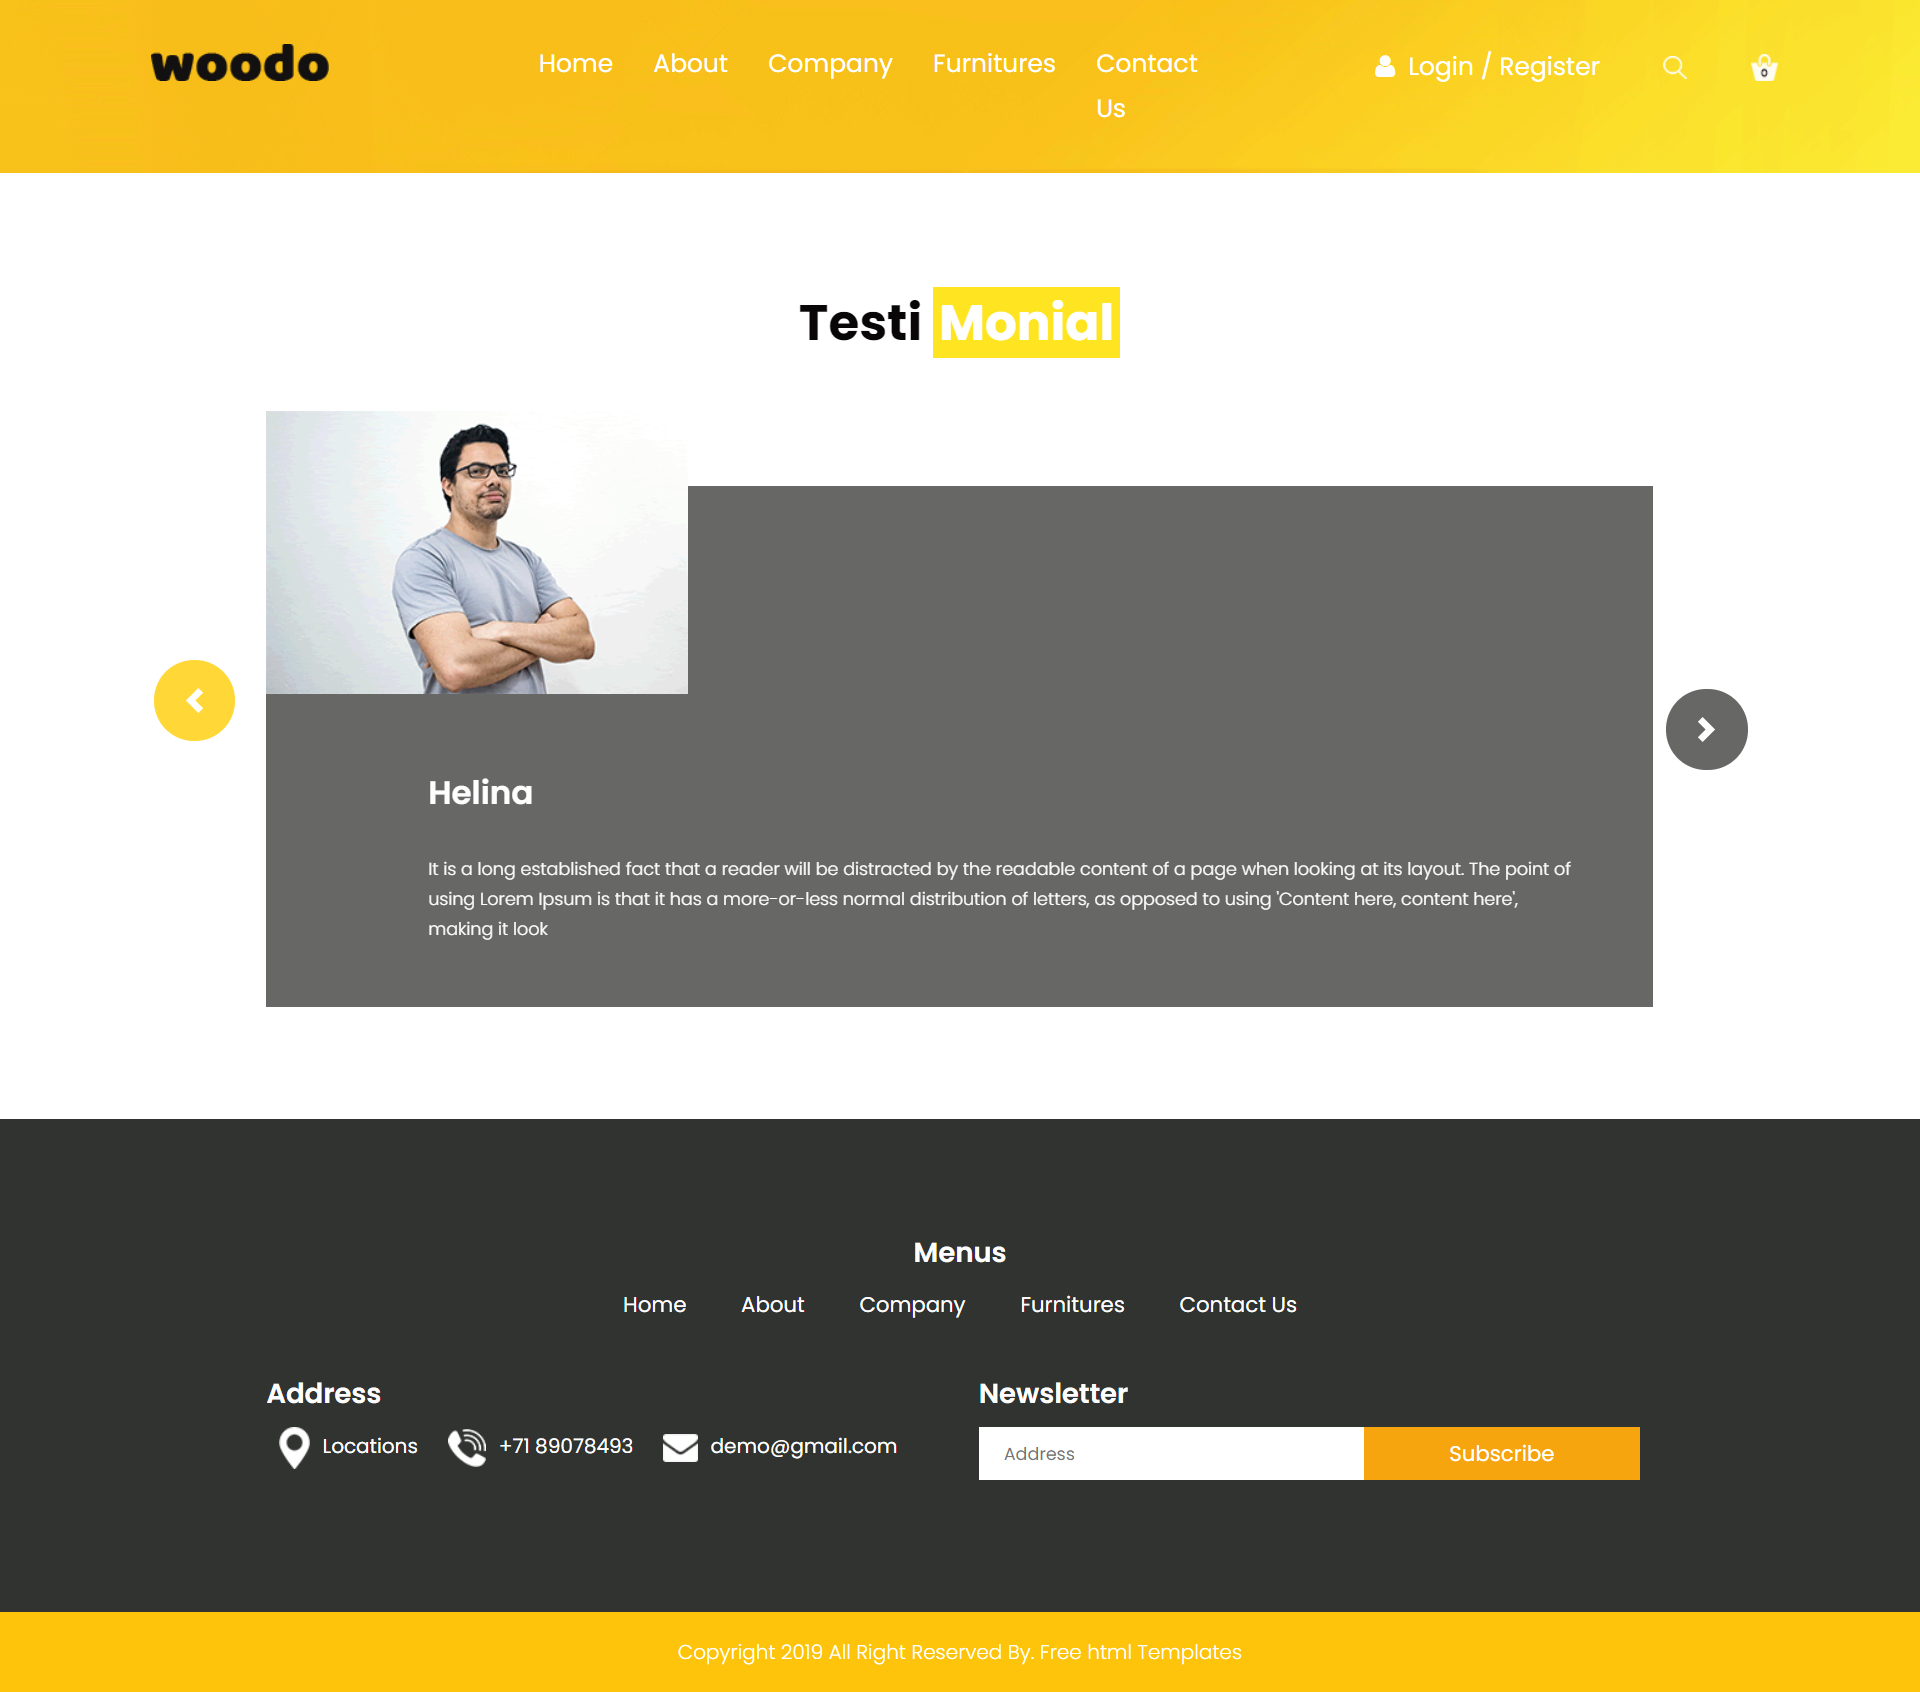 woodo
Home
About
Company
Furnitures
Contact
Us
Login / Register
0
Testi Monial
Helina
It is a long established fact that a reader will be distracted by the readable content of a page when looking at its layout. The point of
using Lorem Ipsum is that it has a more-or-less normal distribution of letters, as opposed to using 'Content here, content here',
making it look
Menus
Home
About
Company
Furnitures
Contact Us
Address
Locations
+71 89078493
demo@gmail.com
Newsletter
Address
Subscribe
Copyright 2019 All Right Reserved By. Free html Templates